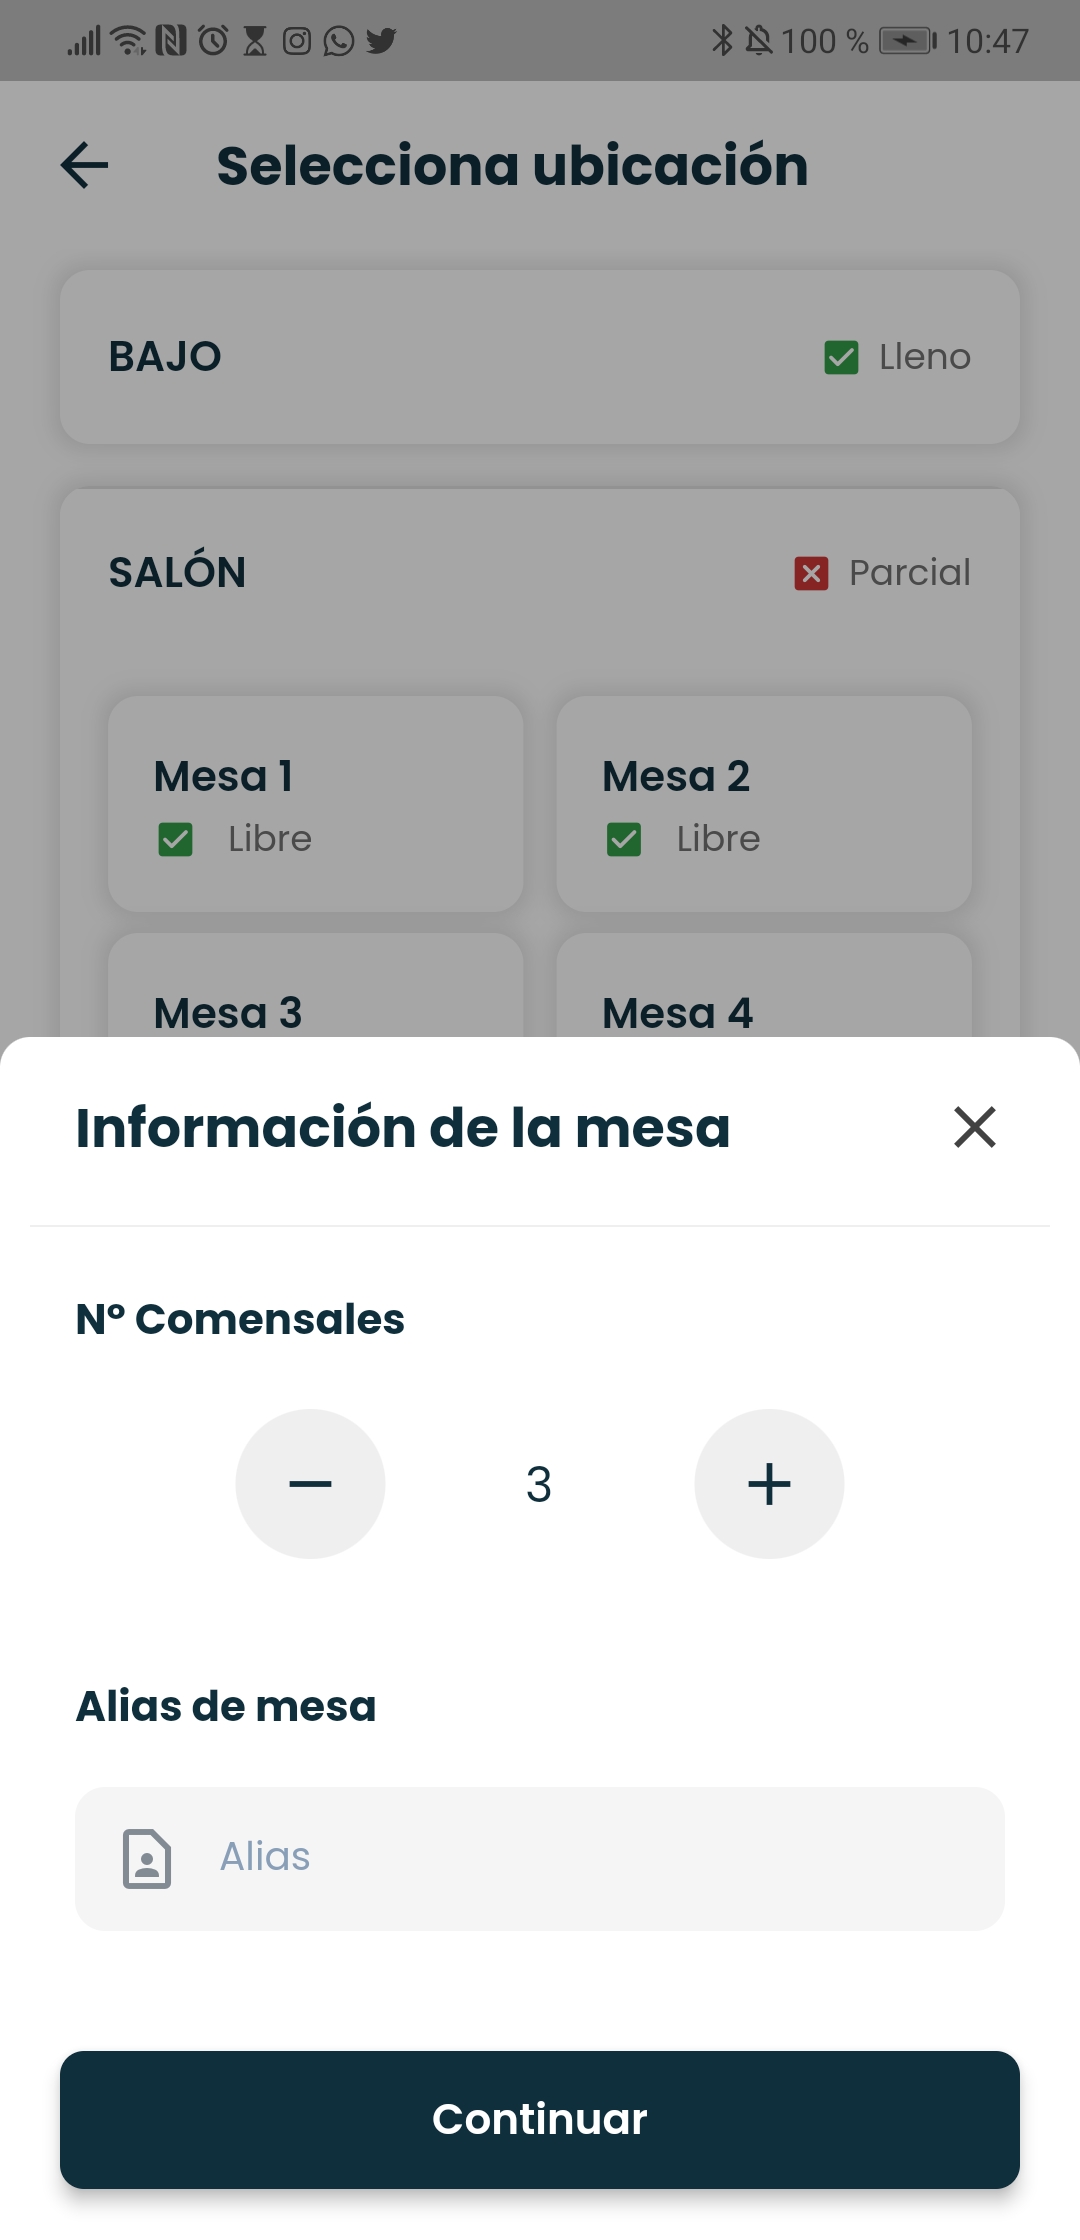 100 % 10:47
Selecciona ubicación
BAJO Lleno
SALÓN Parcial
Mesa 1 Mesa 2
Libre Libre
Mesa 3 Mesa 4
Información de la mesa
Nº Comensales
3
Alias de mesa
Alias
Continuar